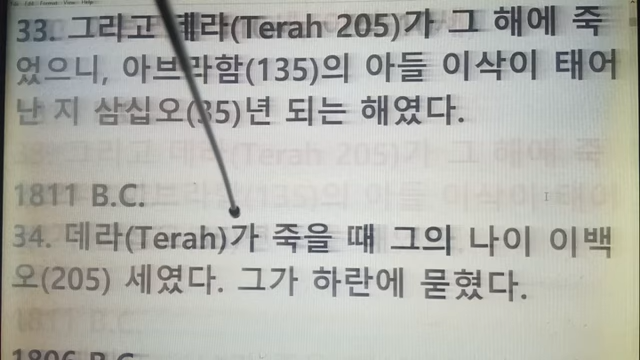 33. 그리고 데라(Terah 205)가 그 해에 죽
었으니, 아브라함(135)의 아들 이삭이 태어
난 지 삼십오(35)년 되는 해였다.
1811 B.C.
34. 데라(Terah)가 죽을 때 그의 나이 이백
오(205) 세였다. 그가 하란에 묻혔다.
1806 B.C.